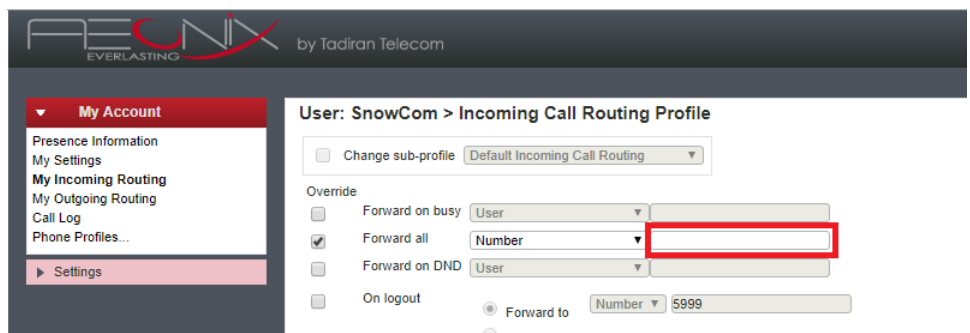 AEONIX
EVERLASTING
by Tadiran Telecom
My Account
Presence Information
My Settings
My Incoming Routing
My Outgoing Routing
Call Log
Phone Profiles...
Settings
User: SnowCom > Incoming Call Routing Profile
Change sub-profile Default Incoming Call Routing
Override
Forward on busy User
Forward all Number
Forward on DND User
On logout
Forward to Number 5999